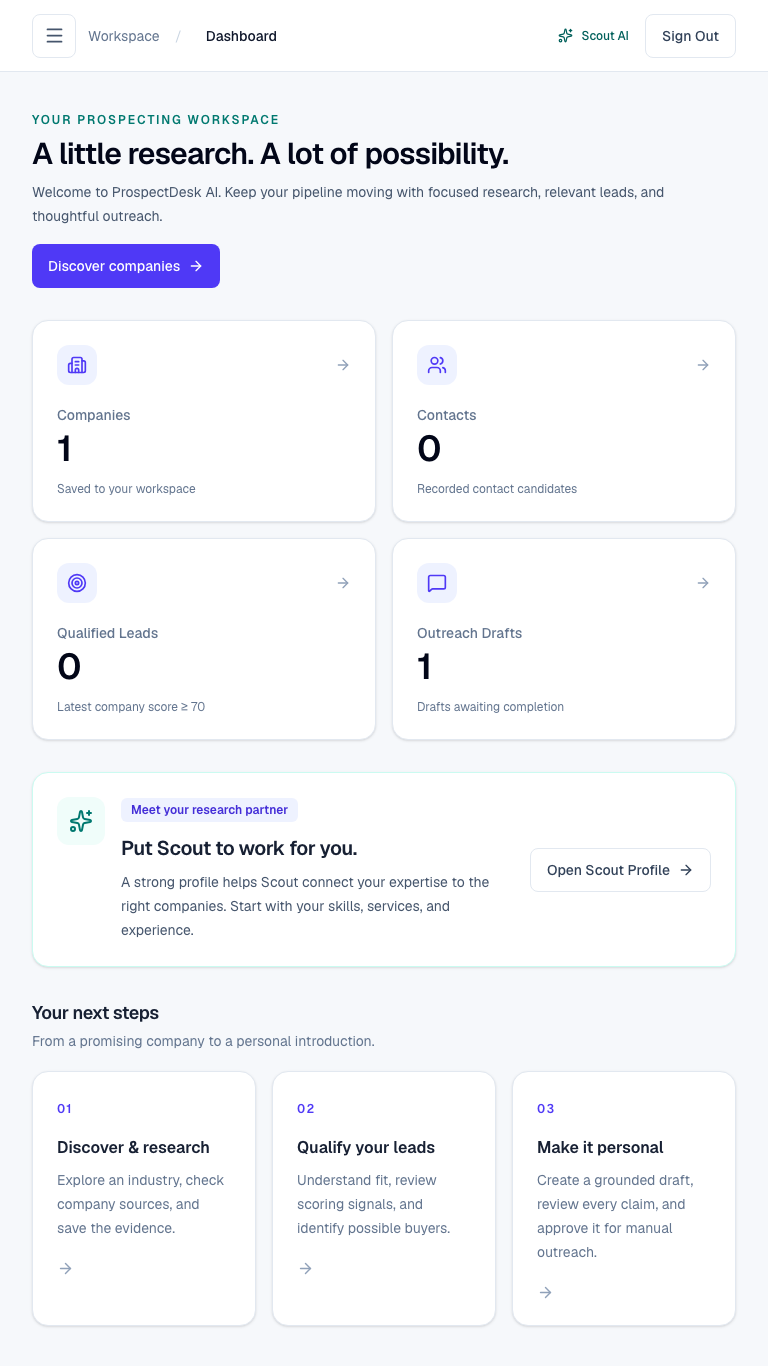 Workspace / Dashboard
Scout AI
Sign Out
YOUR PROSPECTING WORKSPACE
A little research. A lot of possibility.
Welcome to ProspectDesk AI. Keep your pipeline moving with focused research, relevant leads, and
thoughtful outreach.
Discover companies
Companies
1
Saved to your workspace
Contacts
0
Recorded contact candidates
Qualified Leads
0
Latest company score ≥ 70
Outreach Drafts
1
Drafts awaiting completion
Meet your research partner
Put Scout to work for you.
A strong profile helps Scout connect your expertise to the
right companies. Start with your skills, services, and
experience.
Open Scout Profile
Your next steps
From a promising company to a personal introduction.
01
Discover & research
Explore an industry, check
company sources, and
save the evidence.
02
Qualify your leads
Understand fit, review
scoring signals, and
identify possible buyers.
03
Make it personal
Create a grounded draft,
review every claim, and
approve it for manual
outreach.